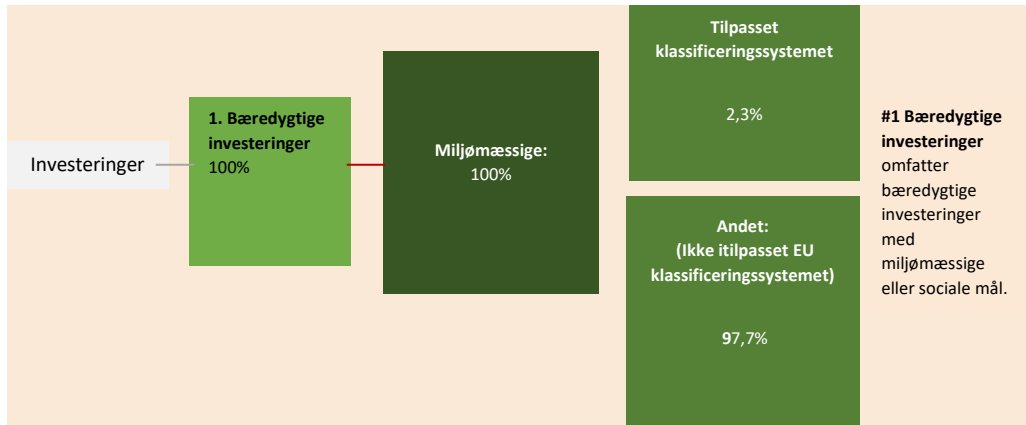 Investeringer
1. Bæredygtige
investeringer
100%
Miljømæssige:
100%
Tilpasset
klassificeringssystemet
2,3%
Andet:
(Ikke itilpasset EU
klassificeringssystemet)
97,7%
#1 Bæredygtige
investeringer
omfatter
bæredygtige
investeringer
med
miljømæssige
eller sociale mål.